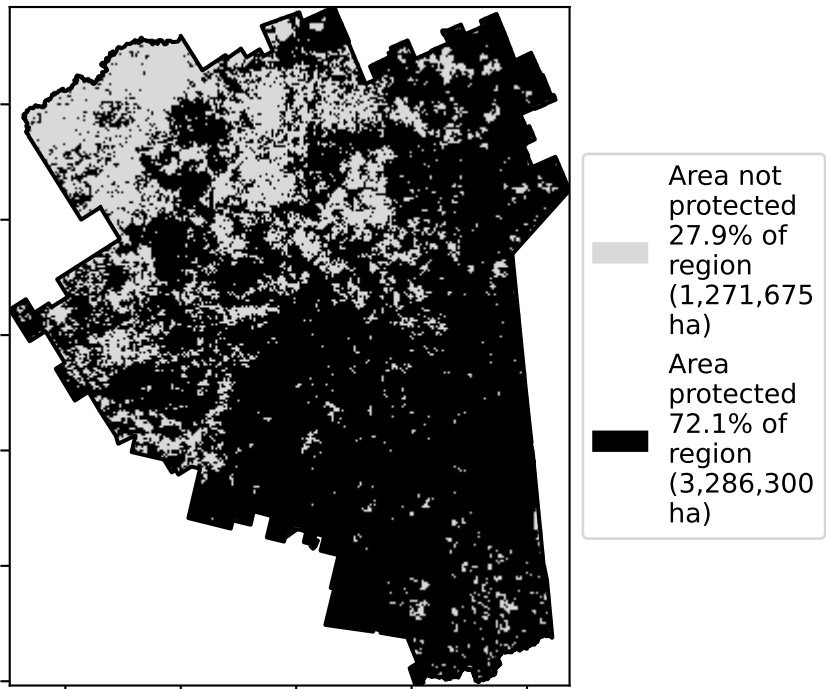 Area not
protected
27.9% of
region
(1,271,675
ha)
Area
protected
72.1% of
region
(3,286,300
ha)